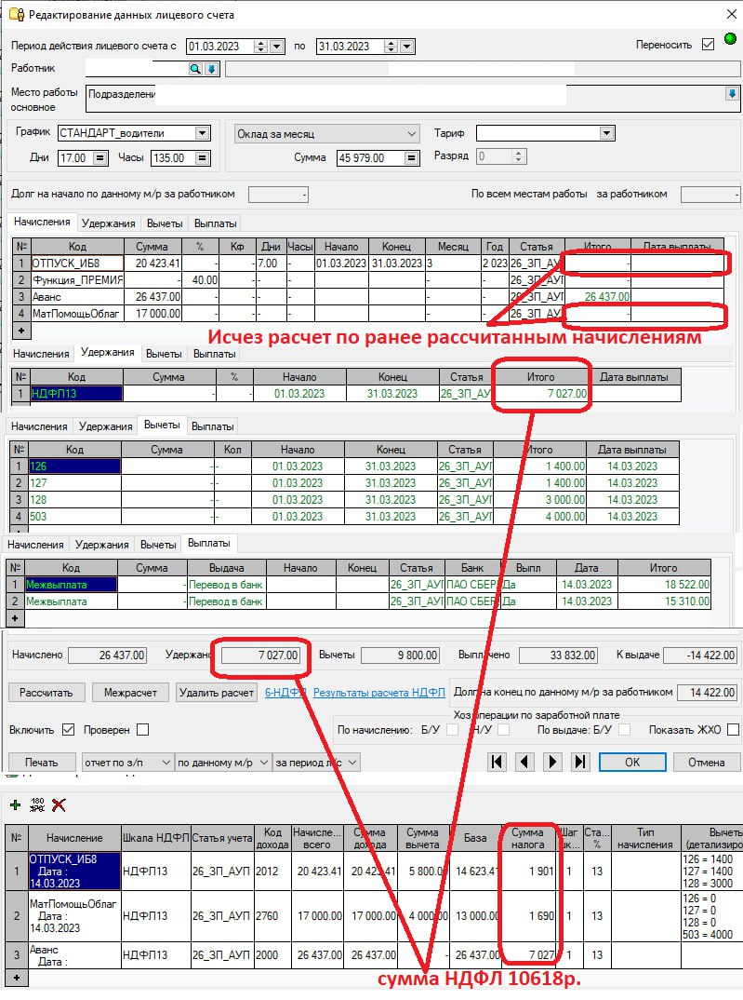 Редактирование данных лицевого счета
Период действия лицевого счета с 01.03.2023 по 31.03.2023 Переносить
Работник
Место работы основное Подразделени
График СТАНДАРТ_водители Оклад за месяц Тариф
Дни 17.00 Часы 135.00 Сумма 45 979.00 Разряд 0
Долг на начало по данному м/р за работником - По всем местам работы за работником -
Начисления Удержания Вычеты Выплаты
№ Код Сумма % Кф Дни Часы Начало Конец Месяц Год Статья Итого Дата выплаты
1 ОТПУСК_ИБ8 20 423.41 - - 7.00 - 01.03.2023 31.03.2023 3 2 023 26_ЗП_АУП -
2 Функция_ПРЕМИЯ - 40.00 - - - - 26_ЗП_АУП
3 Аванс 26 437.00 - - - - - 26_ЗП_АУП 26 437.00
4 МатПомощьОблаг 17 000.00 - - - - - 26_ЗП_АУП -
+
Исчез расчет по ранее рассчитанным начислениям
Начисления Удержания Вычеты Выплаты
№ Код Сумма % Начало Конец Статья Итого Дата выплаты
1 НДФЛ13 - - 01.03.2023 31.03.2023 26_ЗП_АУП 7 027.00
Начисления Удержания Вычеты Выплаты
№ Код Сумма Кол Начало Конец Статья Итого Дата выплаты
1 126 - - 01.03.2023 31.03.2023 26_ЗП_АУП 1 400.00 14.03.2023
2 127 - - 01.03.2023 31.03.2023 26_ЗП_АУП 1 400.00 14.03.2023
3 128 - - 01.03.2023 31.03.2023 26_ЗП_АУП 3 000.00 14.03.2023
4 503 - - 01.03.2023 31.03.2023 26_ЗП_АУП 4 000.00 14.03.2023
Начисления Удержания Вычеты Выплаты
№ Код Сумма Выдача Начало Конец Статья Банк Выпл Дата Итого
1 Межвыплата - Перевод в банк 26_ЗП_АУП ПАО СБЕР Да 14.03.2023 18 522.00
2 Межвыплата - Перевод в банк 26_ЗП_АУП ПАО СБЕР Да 14.03.2023 15 310.00
+
Начислено 26 437.00 Удержано 7 027.00 Вычеты 9 800.00 Выплачено 33 832.00 К выдаче -14 422.00
Рассчитать Межрасчет Удалить расчет 6-НДФЛ Результаты расчета НДФЛ Долг на конец по данному м/р за работником 14 422.00
Хоз операции по заработной плате
Включить Проверен По начислению: Б/У Н/У По выдаче: Б/У Показать ЖХО
Печать отчет по з/п по данному м/р за период л/с OK Отмена
№ Начисление Шкала НДФЛ Статья учета Код дохода Начисле... всего Сумма дохода Сумма вычета База Сумма налога Шаг шк... Ста... % Тип начисления Вычеть (детализиро
1 ОТПУСК_ИБ8 Дата : 14.03.2023 НДФЛ13 26_ЗП_АУП 2012 20 423.41 20 423.41 5 800.00 14 623.41 1 901 1 13 126 = 1400 127 = 1400 128 = 3000
2 МатПомощьОблаг Дата : 14.03.2023 НДФЛ13 26_ЗП_АУП 2760 17 000.00 17 000.00 4 000.00 13 000.00 1 690 1 13 126 = 0 127 = 0 128 = 0 503 = 4000
3 Аванс Дата : НДФЛ13 26_ЗП_АУП 2000 26 437.00 26 437.00 - 26 437.00 7 027 1 13
+
сумма НДФЛ 10618р.